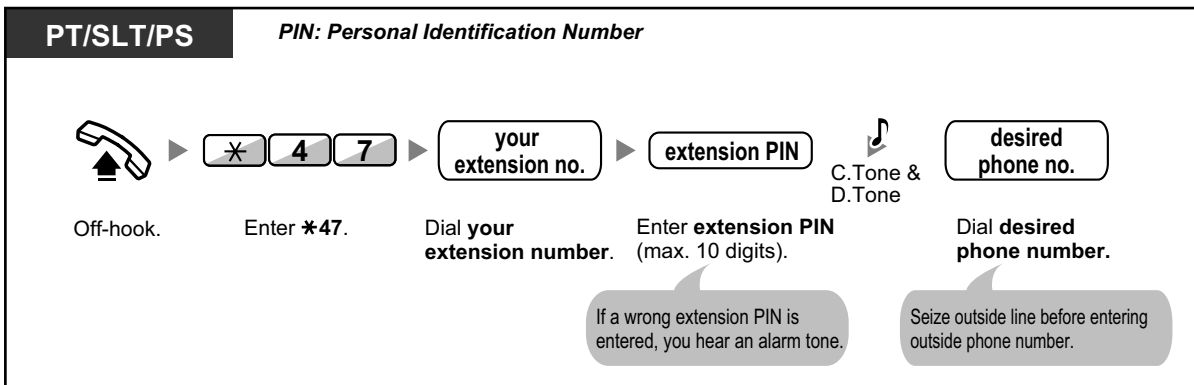 PT/SLT/PS
PIN: Personal Identification Number
* 4 7
your
extension no.
extension PIN
C.Tone &
D.Tone
desired
phone no.
Off-hook.
Enter *47.
Dial your
extension number.
Enter extension PIN
(max. 10 digits).
Dial desired
phone number.
If a wrong extension PIN is
entered, you hear an alarm tone.
Seize outside line before entering
outside phone number.